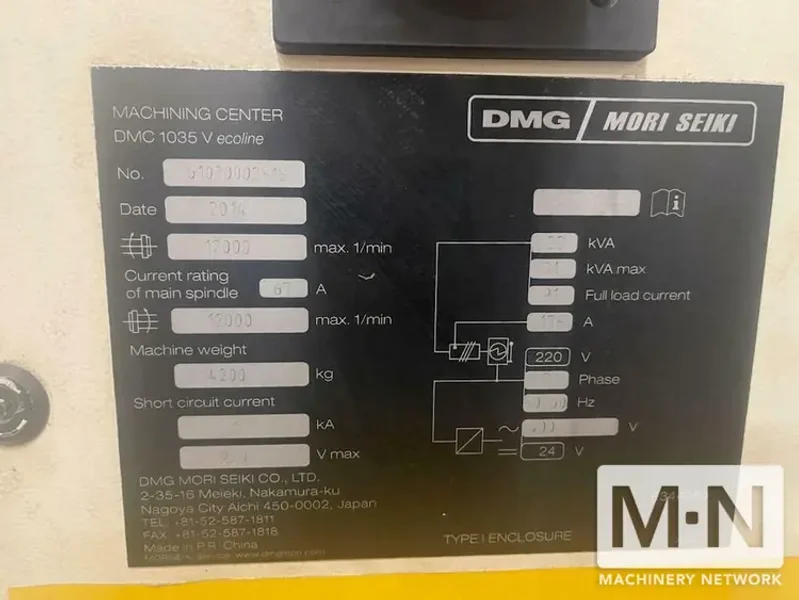 MACHINING CENTER
DMC 1035 V ecoline
DMG / MORI SEIKI
No.
Date 2014
12000 max. 1/min
Current rating
of main spindle 67 A
12000 max. 1/min
Machine weight
4200 kg
Short circuit current
kA
V max
kVA
kVA max
Full load current
A
220 V
Phase
Hz
V
24 V
DMG MORI SEIKI CO., LTD.
2-35-16 Meieki, Nakamura-ku
Nagoya City Aichi 450-0002, Japan
TEL. +81-52-587-1811
FAX +81-52-587-1818
Made in P.R. China
TYPE I ENCLOSURE
M·N
MACHINERY NETWORK